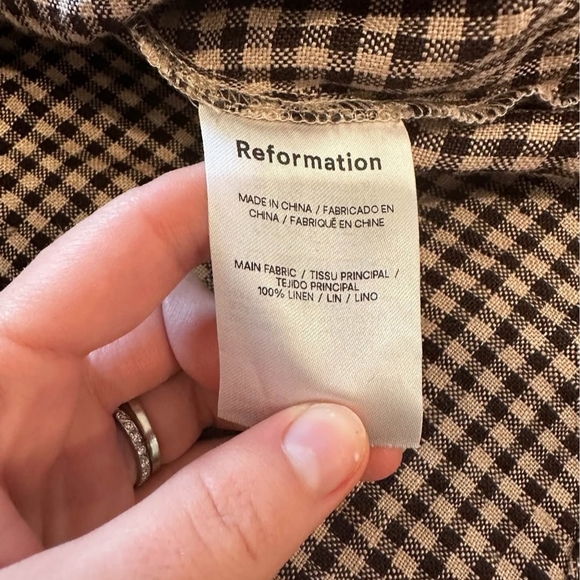 Reformation
MADE IN CHINA / FABRICADO EN
CHINA / FABRIQUÉ EN CHINE
MAIN FABRIC / TISSU PRINCIPAL /
TEJIDO PRINCIPAL
100% LINEN / LIN / LINO